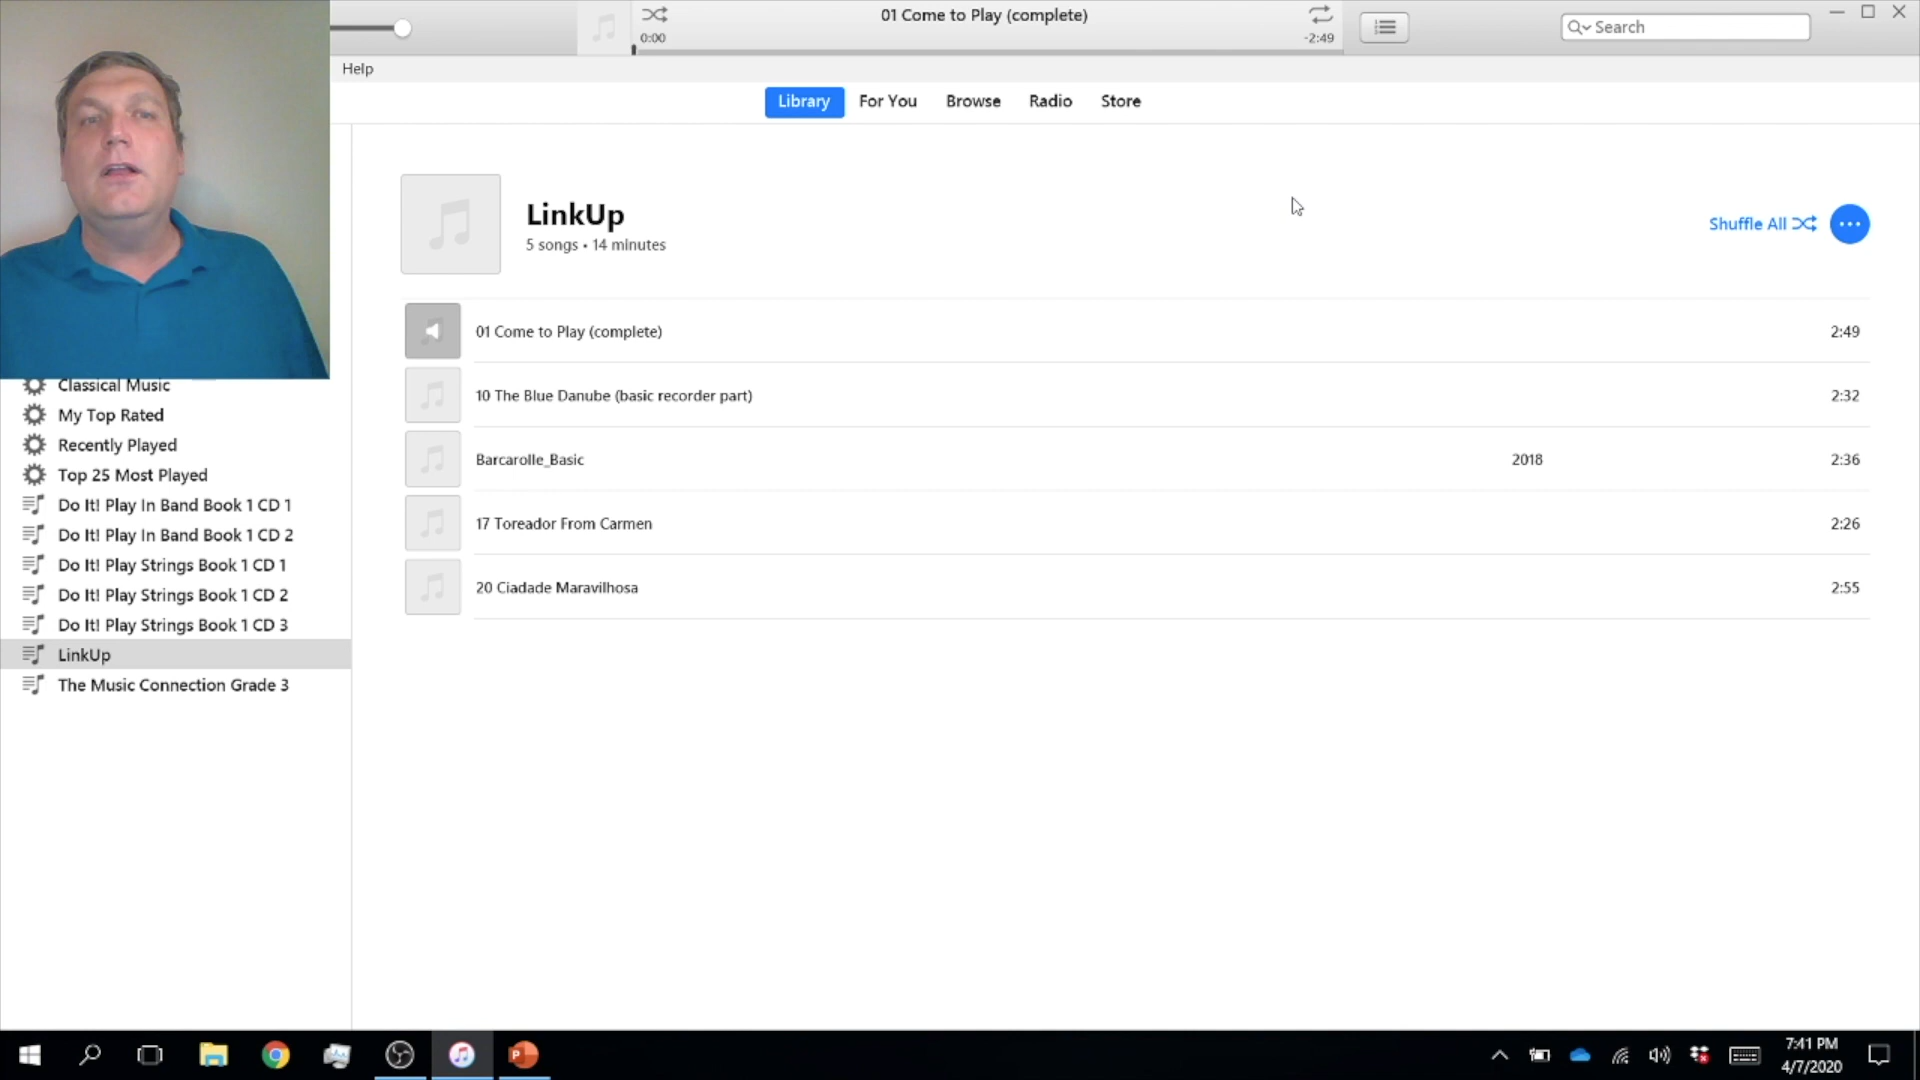 01 Come to Play (complete)
0:00
-2:49
Search
Help
Library For You Browse Radio Store
LinkUp
5 songs • 14 minutes
Shuffle All
01 Come to Play (complete) 2:49
10 The Blue Danube (basic recorder part) 2:32
Barcarolle_Basic 2018 2:36
17 Toreador From Carmen 2:26
20 Ciadade Maravilhosa 2:55
Classical Music
My Top Rated
Recently Played
Top 25 Most Played
Do It! Play In Band Book 1 CD 1
Do It! Play In Band Book 1 CD 2
Do It! Play Strings Book 1 CD 1
Do It! Play Strings Book 1 CD 2
Do It! Play Strings Book 1 CD 3
LinkUp
The Music Connection Grade 3
7:41 PM
4/7/2020